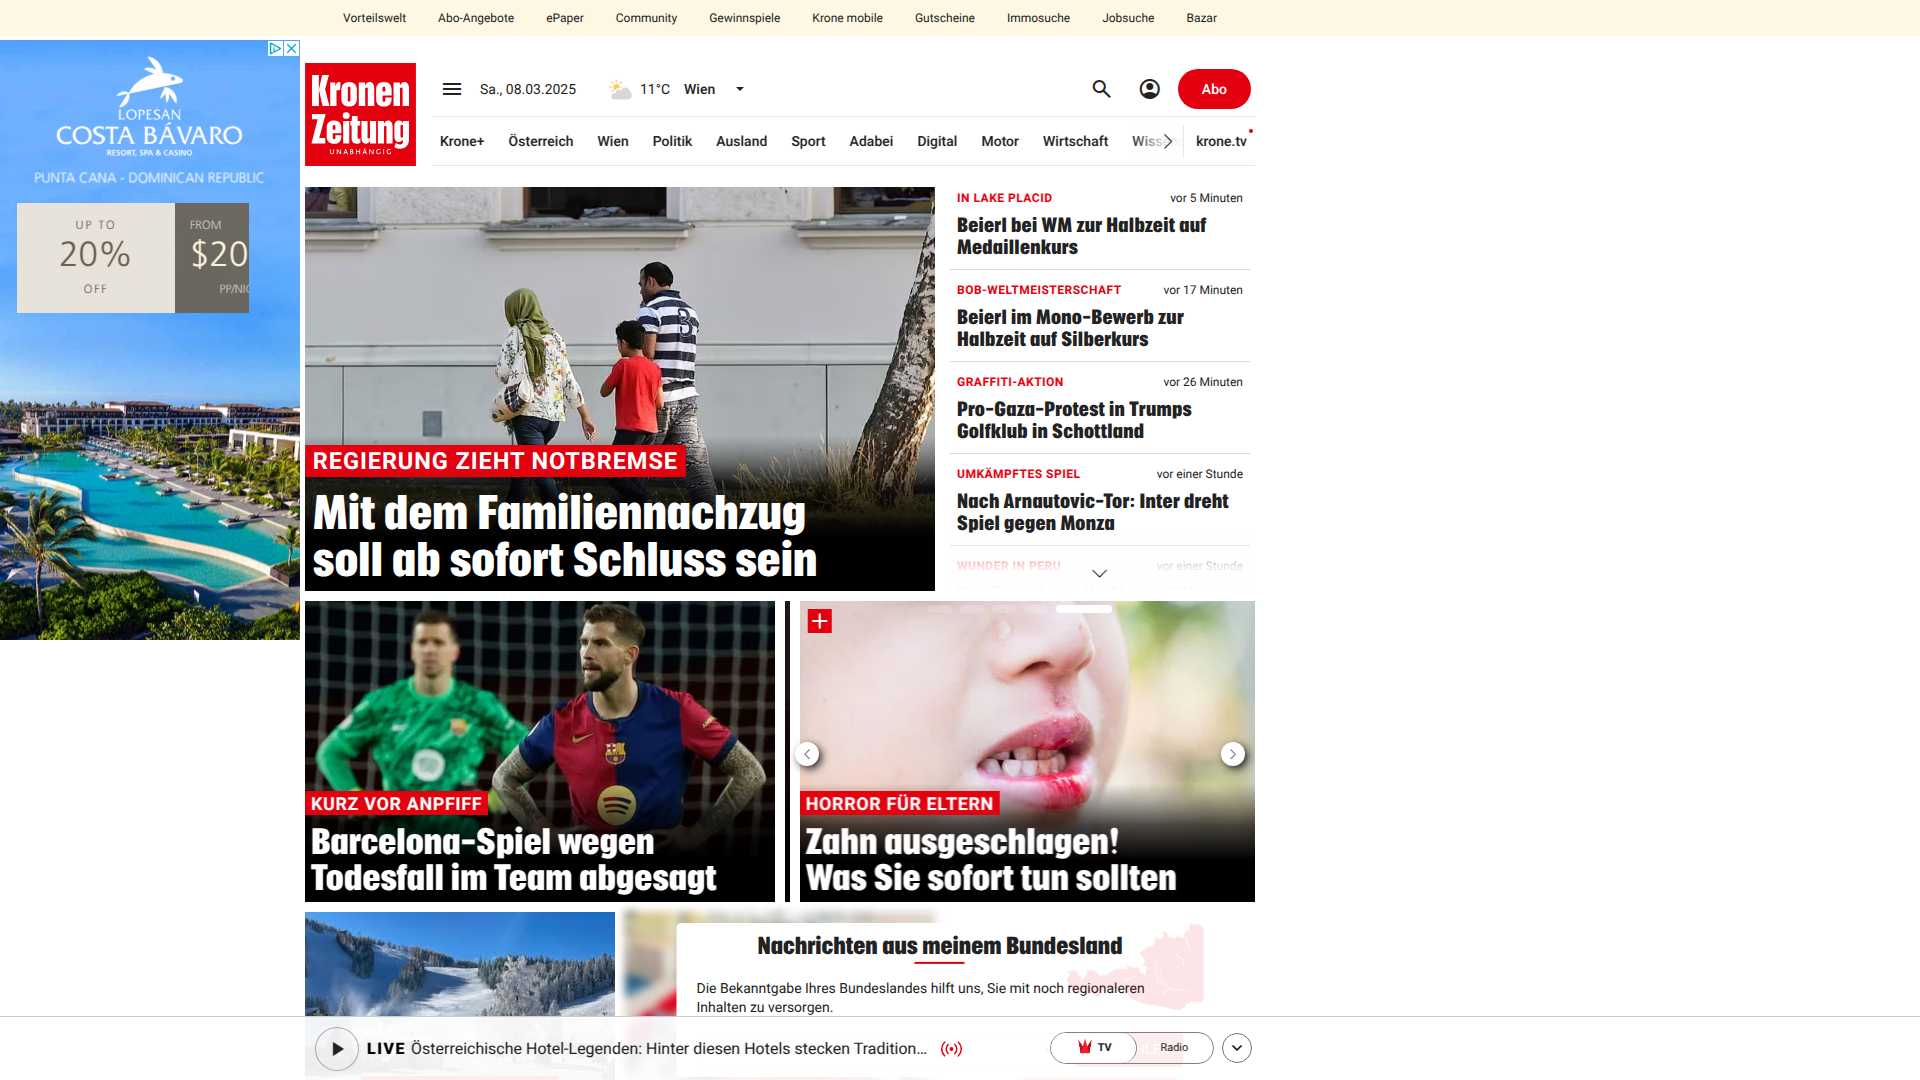 Vorteilswelt Abo-Angebote ePaper Community Gewinnspiele Krone mobile Gutscheine Immosuche Jobsuche Bazar
LOPESAN
COSTA BÁVARO
RESORT, SPA & CASINO
PUNTA CANA - DOMINICAN REPUBLIC
UP TO
20%
OFF
FROM
$20
PP/NIG
Kronen
Zeitung
UNABHÄNGIG
Sa., 08.03.2025 11°C Wien
Abo
Krone+ Österreich Wien Politik Ausland Sport Adabei Digital Motor Wirtschaft Wiss krone.tv
REGIERUNG ZIEHT NOTBREMSE
Mit dem Familiennachzug
soll ab sofort Schluss sein
IN LAKE PLACID vor 5 Minuten
Beierl bei WM zur Halbzeit auf
Medaillenkurs
BOB-WELTMEISTERSCHAFT vor 17 Minuten
Beierl im Mono-Bewerb zur
Halbzeit auf Silberkurs
GRAFFITI-AKTION vor 26 Minuten
Pro-Gaza-Protest in Trumps
Golfklub in Schottland
UMKÄMPFTES SPIEL vor einer Stunde
Nach Arnautovic-Tor: Inter dreht
Spiel gegen Monza
WUNDER IN PERU vor einer Stunde
KURZ VOR ANPFIFF
Barcelona-Spiel wegen
Todesfall im Team abgesagt
HORROR FÜR ELTERN
Zahn ausgeschlagen!
Was Sie sofort tun sollten
Nachrichten aus meinem Bundesland
Die Bekanntgabe Ihres Bundeslandes hilft uns, Sie mit noch regionaleren
Inhalten zu versorgen.
LIVE Österreichische Hotel-Legenden: Hinter diesen Hotels stecken Tradition...
TV Radio